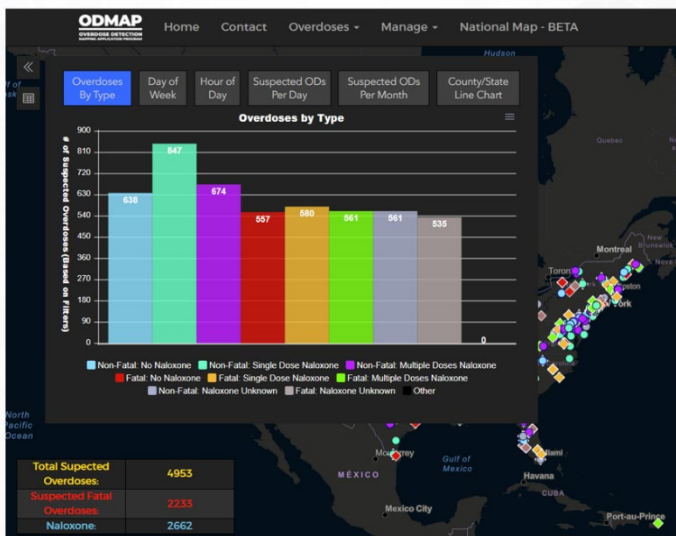 ODMAP
OVERDOSE DETECTION
MAPPING APPLICATION PROGRAM
Home Contact Overdoses Manage National Map - BETA
Hudson
Overdoses By Type
Day of Week
Hour of Day
Suspected ODs Per Day
Suspected ODs Per Month
County/State Line Chart
Overdoses by Type
# of Suspected Overdoses (Based on Filters)
900
810
720
630
540
450
360
270
180
90
0
638
847
674
557
580
561
561
535
0
Non-Fatal: No Naloxone Non-Fatal: Single Dose Naloxone Non-Fatal: Multiple Doses Naloxone
Fatal: No Naloxone Fatal: Single Dose Naloxone Fatal: Multiple Doses Naloxone
Non-Fatal: Naloxone Unknown Fatal: Naloxone Unknown Other
Quebec
New Brunswick
Montreal
Toron
York
North Pacific Ocean
Monterrey
Gulf of Mexico
Miami
MÉXICO
Havana
CUBA
Mexico City
Port-au-Prince
Total Supected Overdoses: 4953
Suspected Fatal Overdoses: 2233
Naloxone: 2662